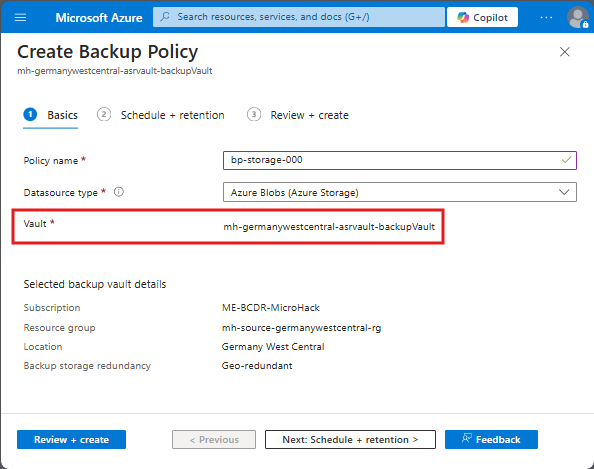 Microsoft Azure
Search resources, services, and docs (G+/)
Copilot
...
Create Backup Policy
mh-germanywestcentral-asrvault-backupVault
1 Basics
2 Schedule + retention
3 Review + create
Policy name *
bp-storage-000
Datasource type *
Azure Blobs (Azure Storage)
Vault *
mh-germanywestcentral-asrvault-backupVault
Selected backup vault details
Subscription
ME-BCDR-MicroHack
Resource group
mh-source-germanywestcentral-rg
Location
Germany West Central
Backup storage redundancy
Geo-redundant
Review + create
< Previous
Next: Schedule + retention >
Feedback